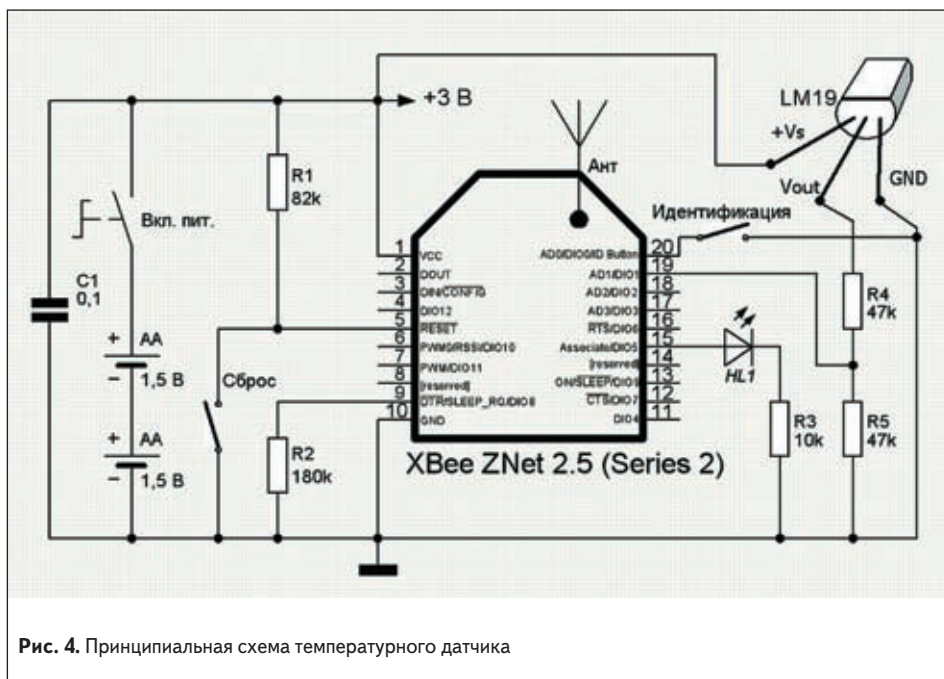 +3 В
LM19
+Vs
Vout
GND
Ант
R1
82k
Вкл. пит.
C1
0,1
+ АА
– 1,5 В
+ АА
– 1,5 В
Сброс
R2
180k
1 VCC
2 DOUT
3 DIN/CONFIG
4 DIO12
5 RESET
6 PWM0/RSSI/DIO10
7 PWM/DIO11
8 [reserved]
9 DTR/SLEEP_RQ/DIO8
10 GND
Идентификация
AD0/DIO0/ID Button 20
AD1/DIO1 19
AD2/DIO2 18
AD3/DIO3 17
RTS/DIO6 16
Associate/DIO5 15
[reserved] 14
ON/SLEEP/DIO9 13
CTS/DIO7 12
DIO4 11
HL1
R3
10k
R4
47k
R5
47k
XBee ZNet 2.5 (Series 2)
Рис. 4. Принципиальная схема температурного датчика